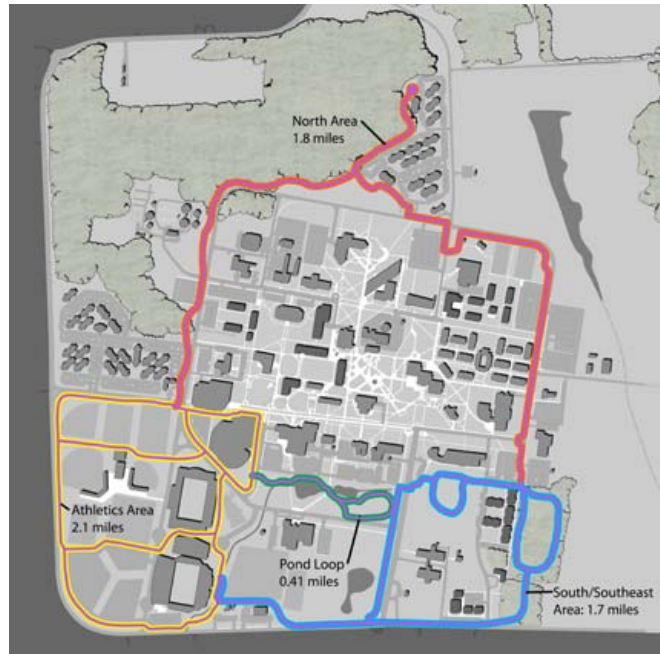 North Area
1.8 miles
Athletics Area
2.1 miles
Pond Loop
0.41 miles
South/Southeast
Area: 1.7 miles